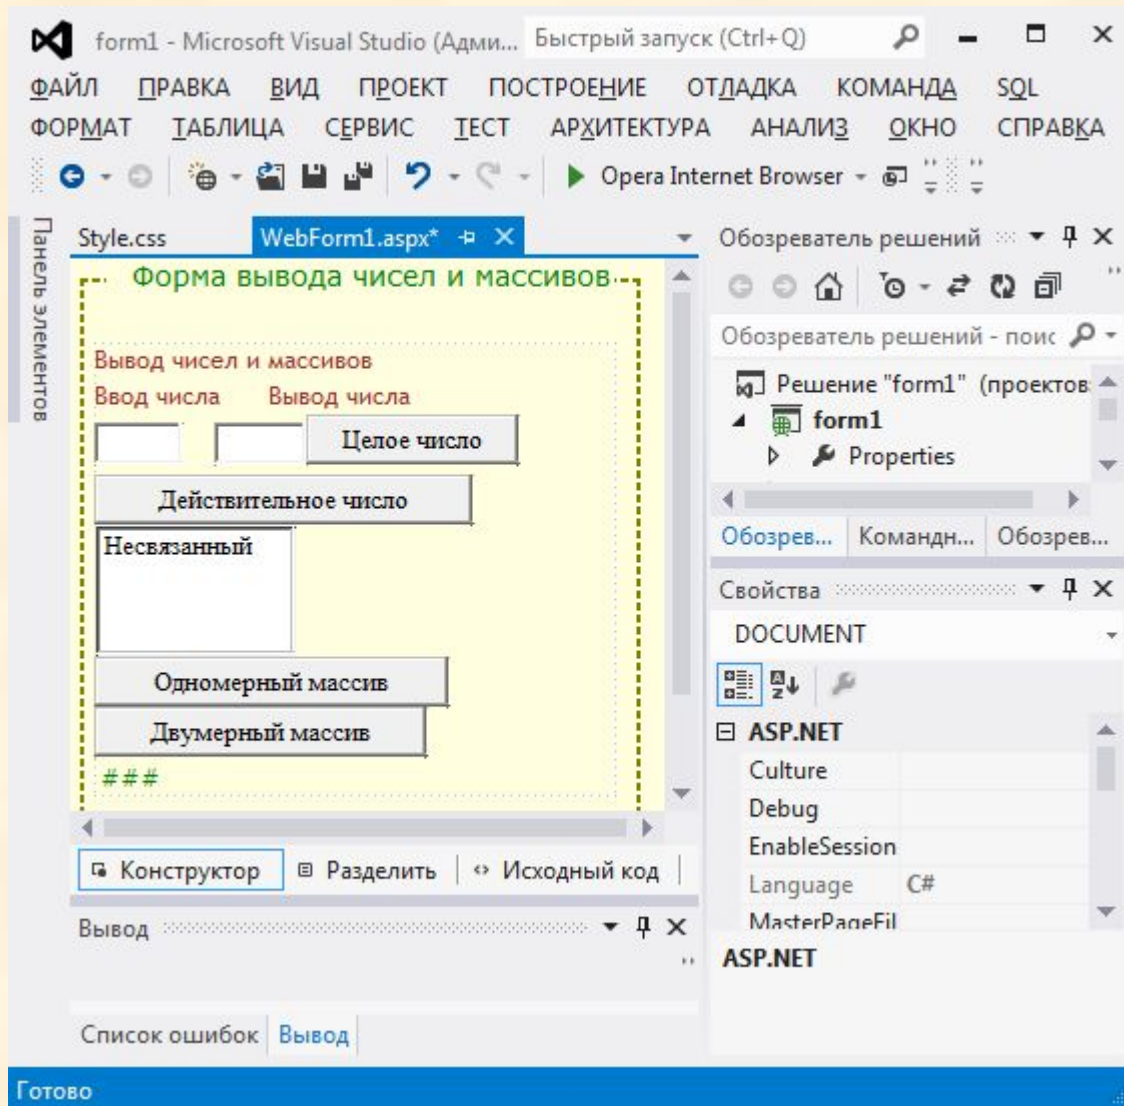 form1 - Microsoft Visual Studio (Адми... Быстрый запуск (Ctrl+Q)
ФАЙЛ ПРАВКА ВИД ПРОЕКТ ПОСТРОЕНИЕ ОТЛАДКА КОМАНДА SQL
ФОРМАТ ТАБЛИЦА СЕРВИС ТЕСТ АРХИТЕКТУРА АНАЛИЗ ОКНО СПРАВКА
Opera Internet Browser
Панель элементов
Style.css WebForm1.aspx*
Форма вывода чисел и массивов
Вывод чисел и массивов
Ввод числа Вывод числа
Целое число
Действительное число
Несвязанный
Одномерный массив
Двумерный массив
###
Конструктор Разделить Исходный код
Вывод
Список ошибок Вывод
Обозреватель решений
Обозреватель решений - поис
Решение "form1" (проектов:
form1
Properties
Обозрев... Командн... Обозрев...
Свойства
DOCUMENT
ASP.NET
Culture
Debug
EnableSession
Language C#
MasterPageFil
ASP.NET
Готово